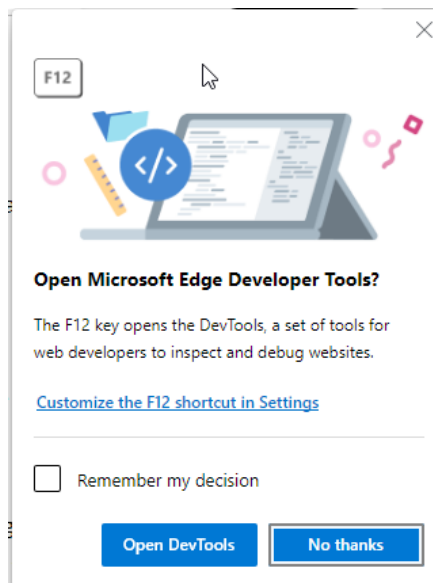 F12
</>
Open Microsoft Edge Developer Tools?
The F12 key opens the DevTools, a set of tools for
web developers to inspect and debug websites.
Customize the F12 shortcut in Settings
Remember my decision
Open DevTools
No thanks